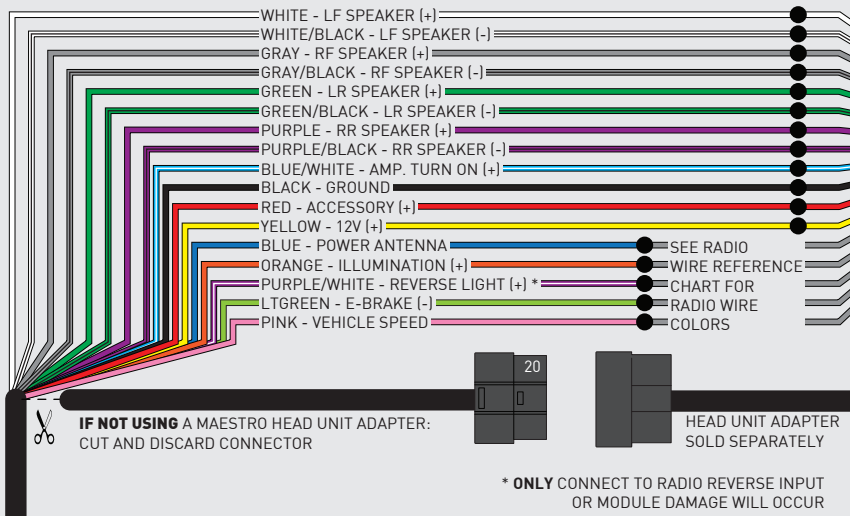 WHITE - LF SPEAKER (+)
WHITE/BLACK - LF SPEAKER (-)
GRAY - RF SPEAKER (+)
GRAY/BLACK - RF SPEAKER (-)
GREEN - LR SPEAKER (+)
GREEN/BLACK - LR SPEAKER (-)
PURPLE - RR SPEAKER (+)
PURPLE/BLACK - RR SPEAKER (-)
BLUE/WHITE - AMP. TURN ON (+)
BLACK - GROUND
RED - ACCESSORY (+)
YELLOW - 12V (+)
BLUE - POWER ANTENNA
ORANGE - ILLUMINATION (+)
PURPLE/WHITE - REVERSE LIGHT (+) *
LTGREEN - E-BRAKE (-)
PINK - VEHICLE SPEED
SEE RADIO
WIRE REFERENCE
CHART FOR
RADIO WIRE
COLORS
20
IF NOT USING A MAESTRO HEAD UNIT ADAPTER:
CUT AND DISCARD CONNECTOR
HEAD UNIT ADAPTER
SOLD SEPARATELY
* ONLY CONNECT TO RADIO REVERSE INPUT
OR MODULE DAMAGE WILL OCCUR